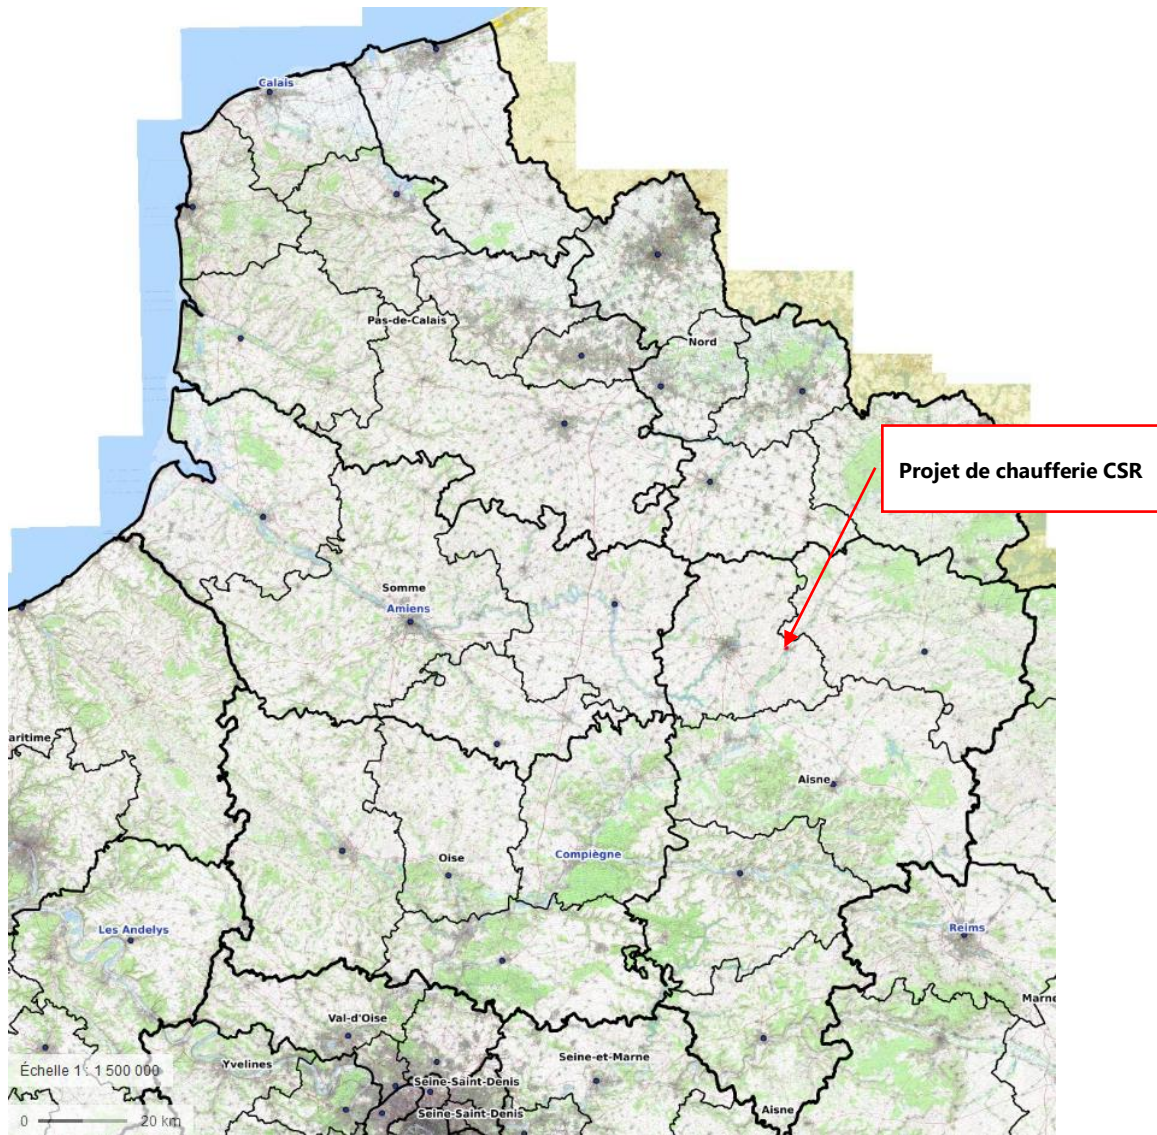 Calais
Pas-de-Calais
Nord
Projet de chaufferie CSR
Somme
Amiens
aritime
Aisne
Oise
Compiègne
Les Andelys
Reims
Marne
Val-d'Oise
Yvelines
Seine-et-Marne
Échelle 1 : 1 500 000
Seine-Saint-Denis
Seine-Saint-Denis
Aisne
0 20 km